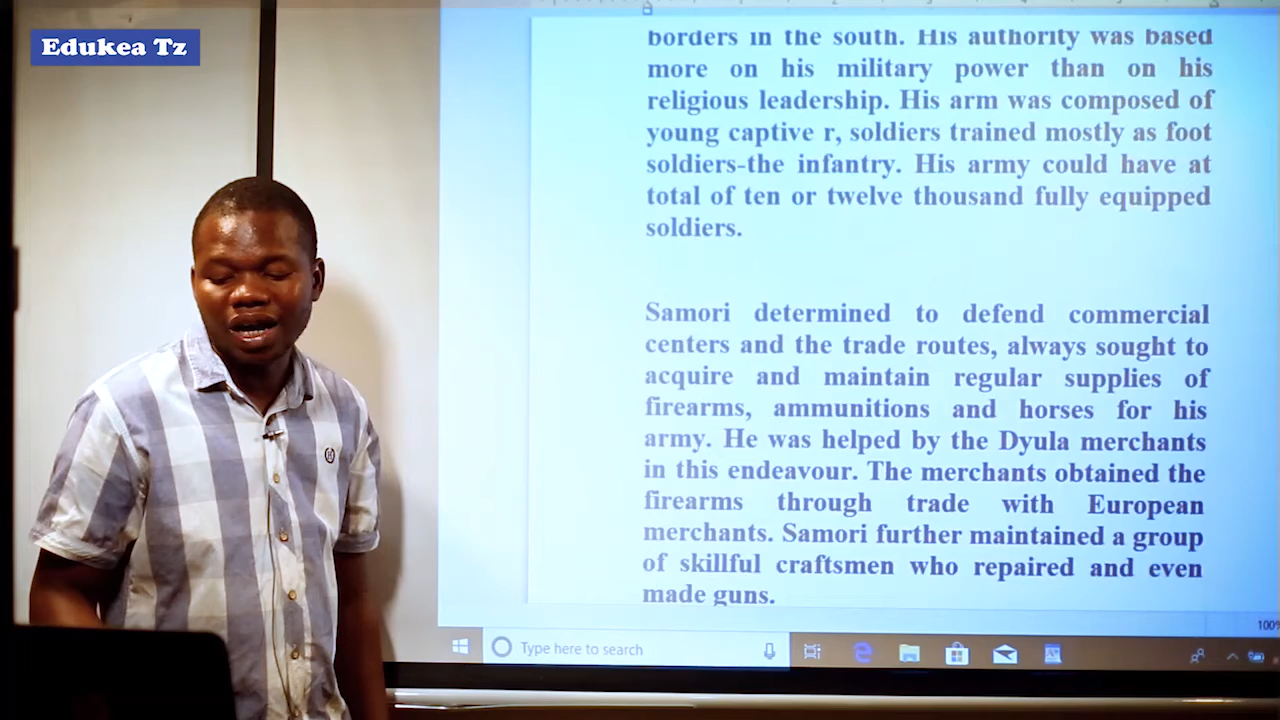 Edukea Tz
borders in the south. His authority was based
more on his military power than on his
religious leadership. His arm was composed of
young captive r, soldiers trained mostly as foot
soldiers-the infantry. His army could have at
total of ten or twelve thousand fully equipped
soldiers.
Samori determined to defend commercial
centers and the trade routes, always sought to
acquire and maintain regular supplies of
firearms, ammunitions and horses for his
army. He was helped by the Dyula merchants
in this endeavour. The merchants obtained the
firearms through trade with European
merchants. Samori further maintained a group
of skillful craftsmen who repaired and even
made guns.
100%
Type here to search